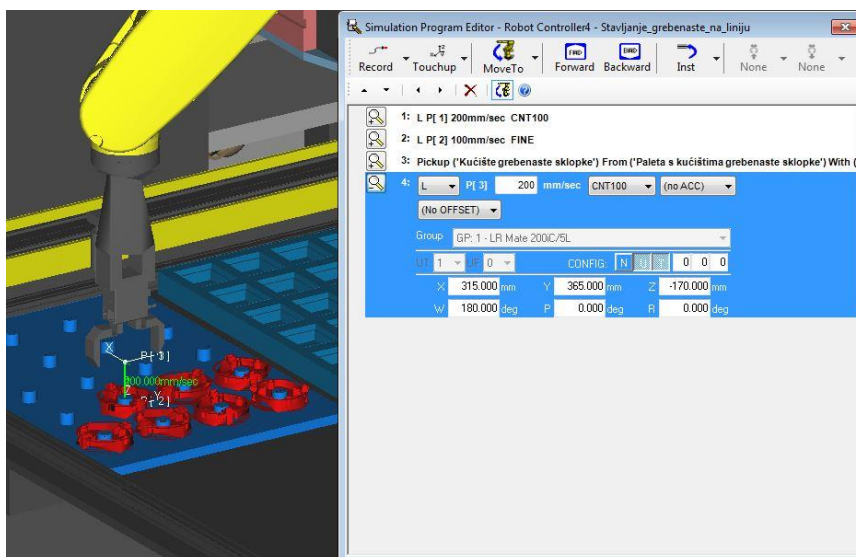 Simulation Program Editor - Robot Controller4 - Stavljanje_grebenaste_na_liniju
Record Touchup MoveTo FWD Forward BWD Backward Inst None None
1: L P[ 1] 200mm/sec CNT100
2: L P[ 2] 100mm/sec FINE
3: Pickup ('Kućište grebenaste sklopke') From ('Paleta s kućištima grebenaste sklopke') With (
4: L P[ 3] 200 mm/sec CNT100 (no ACC)
(No OFFSET)
Group GP: 1 - LR Mate 200iC/5L
UT 1 UF 0 CONFIG: N U T 0 0 0
X 315.000 mm Y 365.000 mm Z -170.000 mm
W 180.000 deg P 0.000 deg R 0.000 deg
X P[ 3]
200.000mm/sec
Z Y
P[ 2]